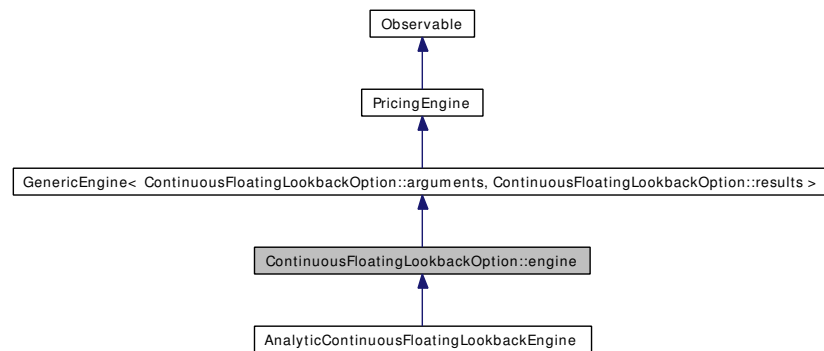 Observable
PricingEngine
GenericEngine< ContinuousFloatingLookbackOption::arguments, ContinuousFloatingLookbackOption::results >
ContinuousFloatingLookbackOption::engine
AnalyticContinuousFloatingLookbackEngine